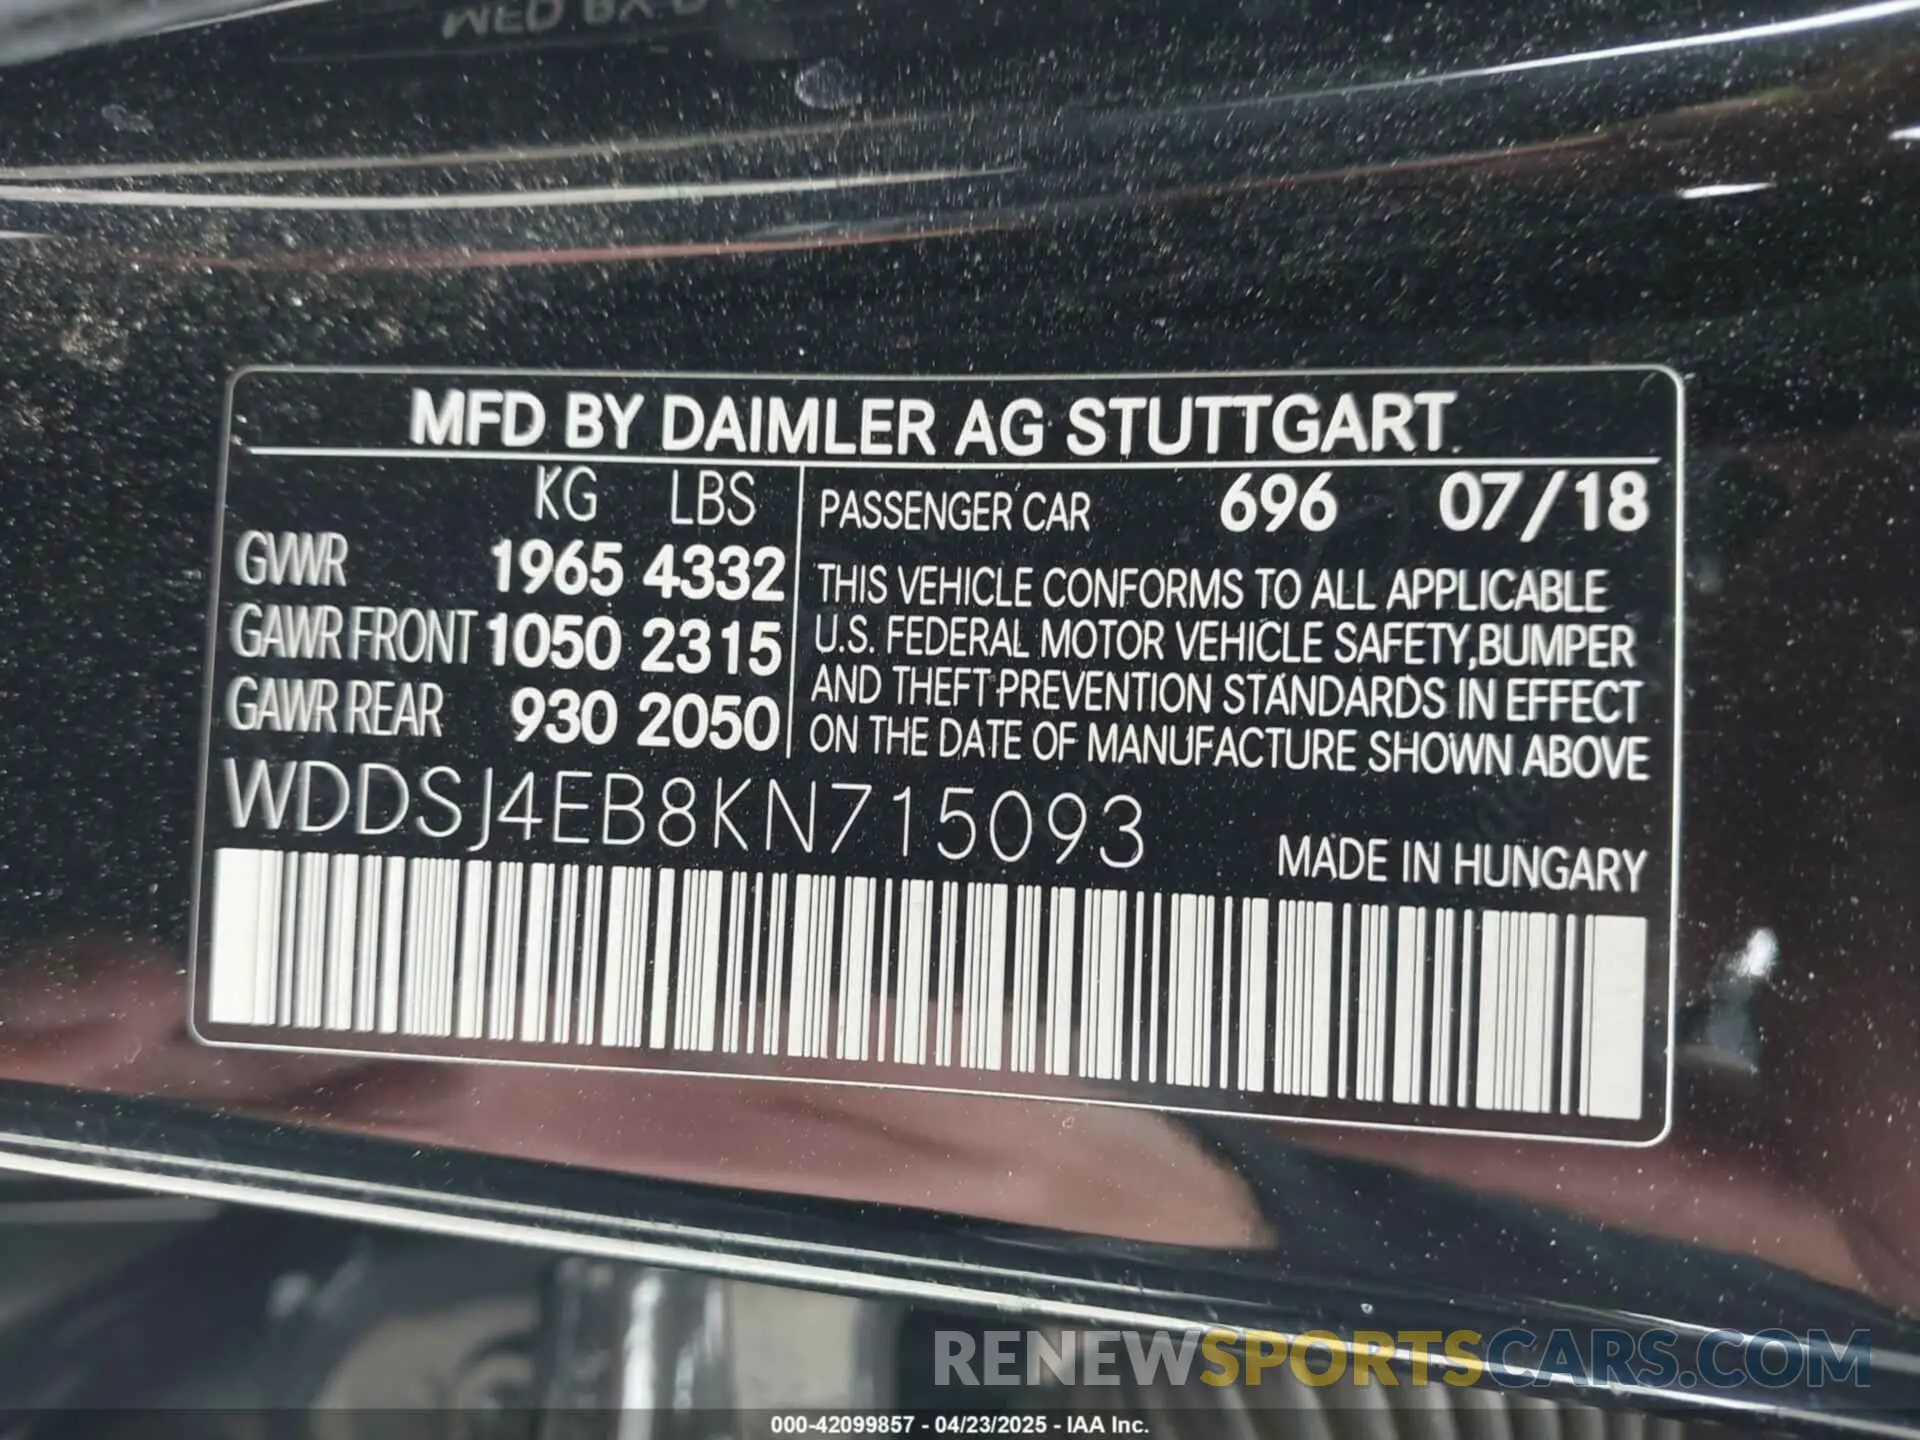 MFD BY DAIMLER AG STUTTGART
KG LBS
GVWR 1965 4332
GAWR FRONT 1050 2315
GAWR REAR 930 2050
PASSENGER CAR 696 07/18
THIS VEHICLE CONFORMS TO ALL APPLICABLE
U.S. FEDERAL MOTOR VEHICLE SAFETY,BUMPER
AND THEFT PREVENTION STANDARDS IN EFFECT
ON THE DATE OF MANUFACTURE SHOWN ABOVE
WDDSJ4EB8KN715093
MADE IN HUNGARY
RENEWSPORTSCARS.COM
000-42099857 - 04/23/2025 - IAA Inc.